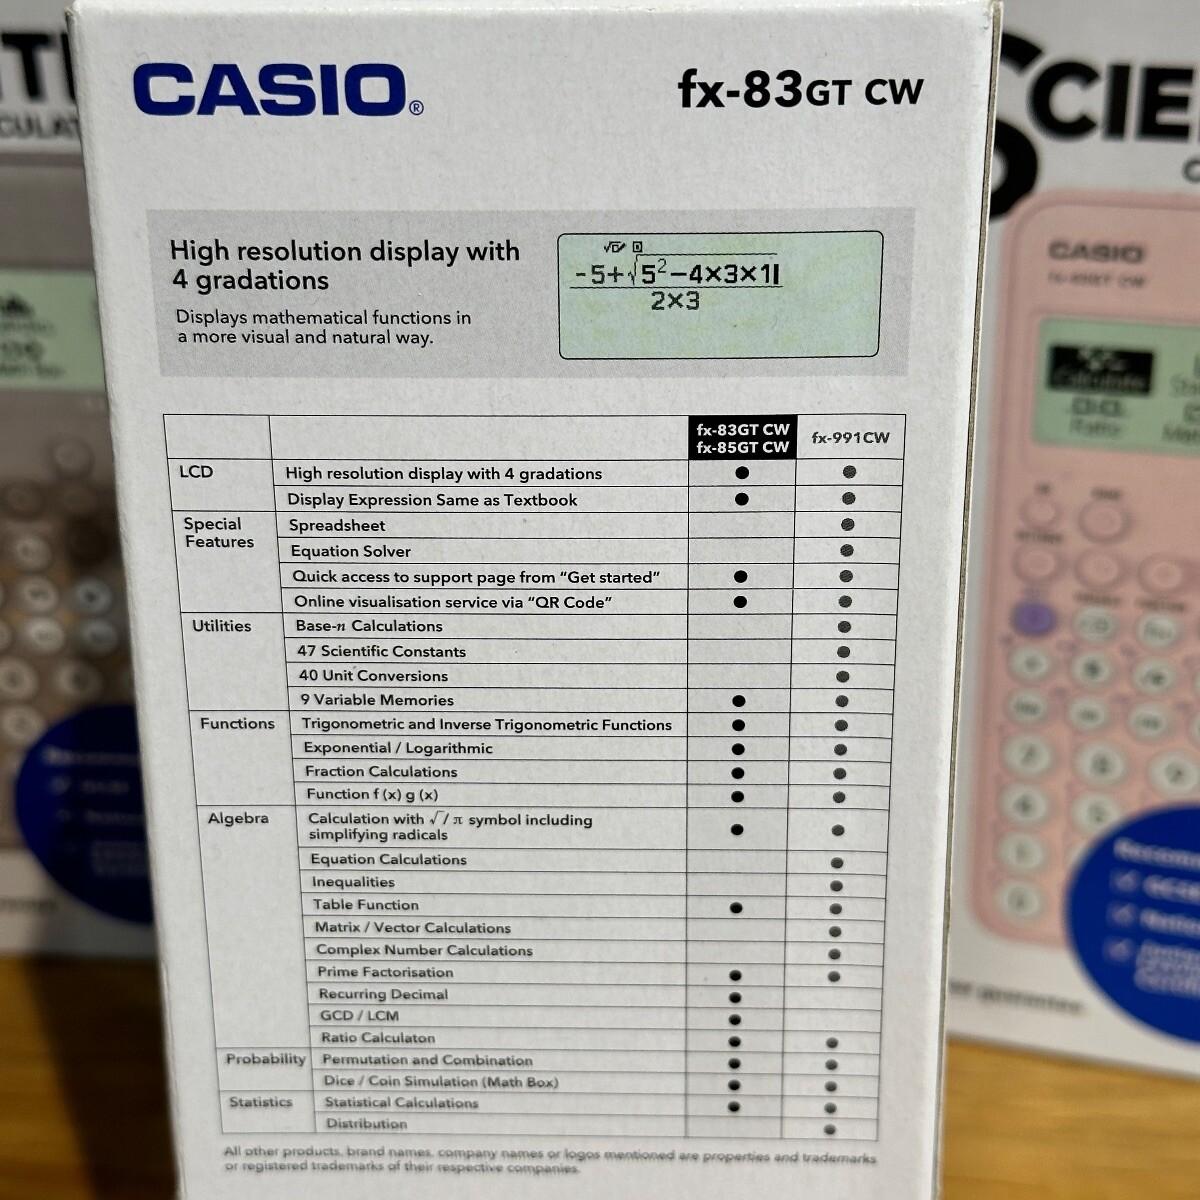 CASIO®
fx-83GT CW
High resolution display with
4 gradations
Displays mathematical functions in
a more visual and natural way.
-5+√5²-4×3×1
2×3
fx-83GT CW
fx-85GT CW
fx-991CW
LCD
High resolution display with 4 gradations ● ●
Display Expression Same as Textbook ● ●
Special
Features
Spreadsheet ●
Equation Solver ●
Quick access to support page from “Get started” ● ●
Online visualisation service via “QR Code” ● ●
Utilities
Base-n Calculations ●
47 Scientific Constants ●
40 Unit Conversions ●
9 Variable Memories ● ●
Functions
Trigonometric and Inverse Trigonometric Functions ● ●
Exponential / Logarithmic ● ●
Fraction Calculations ● ●
Function f (x) g (x) ● ●
Algebra
Calculation with √/ π symbol including
simplifying radicals ● ●
Equation Calculations ●
Inequalities ●
Table Function ● ●
Matrix / Vector Calculations ●
Complex Number Calculations ●
Prime Factorisation ● ●
Recurring Decimal ●
GCD / LCM ●
Ratio Calculaton ● ●
Probability
Permutation and Combination ● ●
Dice / Coin Simulation (Math Box) ● ●
Statistics
Statistical Calculations ● ●
Distribution ●
All other products, brand names, company names or logos mentioned are properties and trademarks
or registered trademarks of their respective companies.
SCIE
CASIO
Calculate
Ratio
7
8
9